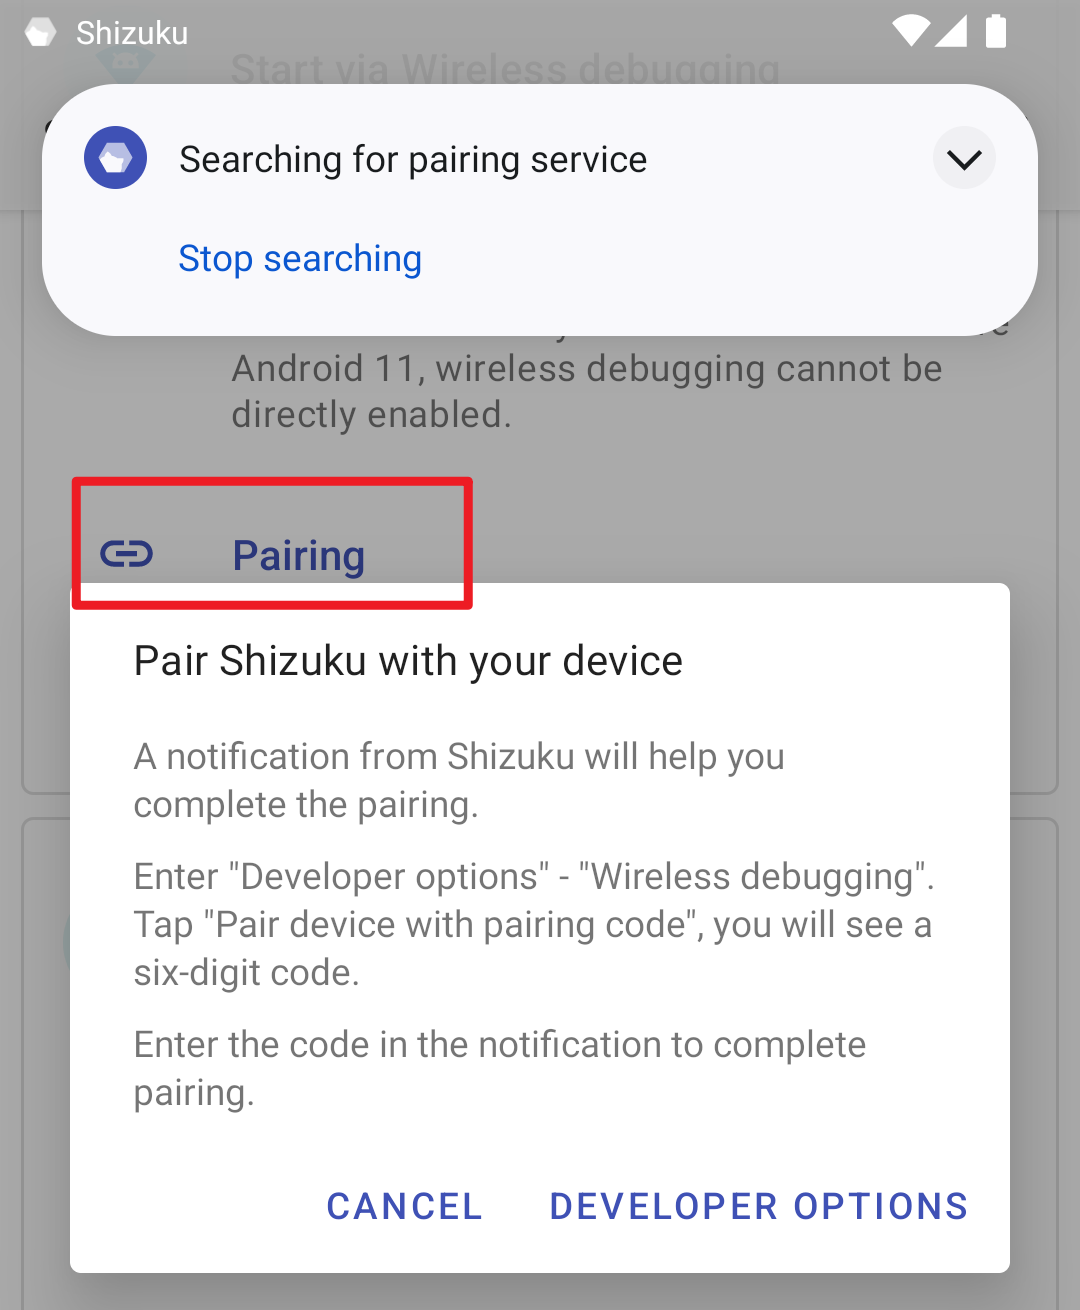 Shizuku
Start via Wireless debugging
Searching for pairing service
Stop searching
Android 11, wireless debugging cannot be
directly enabled.
Pairing
Pair Shizuku with your device
A notification from Shizuku will help you
complete the pairing.
Enter "Developer options" - "Wireless debugging".
Tap "Pair device with pairing code", you will see a
six-digit code.
Enter the code in the notification to complete
pairing.
CANCEL
DEVELOPER OPTIONS